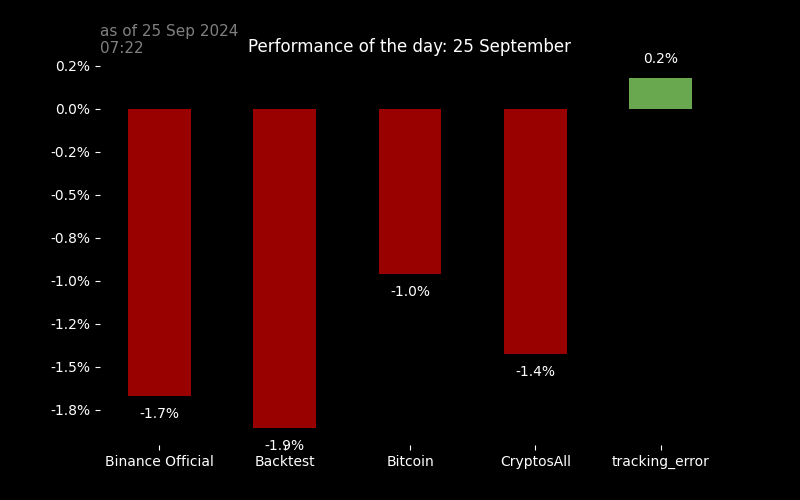 as of 25 Sep 2024
07:22
Performance of the day: 25 September
0.2%
0.0%
-0.2%
-0.5%
-0.8%
-1.0%
-1.2%
-1.5%
-1.8%
-1.7%
-1.9%
-1.0%
-1.4%
0.2%
Binance Official
Backtest
Bitcoin
CryptosAll
tracking_error